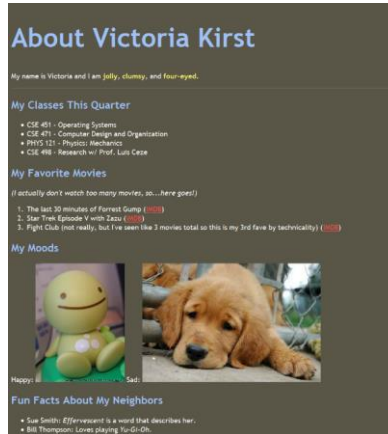 About Victoria Kirst
My name is Victoria and I am jolly, clumsy, and four-eyed.
My Classes This Quarter
CSE 451 - Operating Systems
CSE 471 - Computer Design and Organization
PHYS 121 - Physics: Mechanics
CSE 498 - Research w/ Prof. Luis Ceze
My Favorite Movies
(I actually don't watch too many movies, so...here goes!)
1. The last 30 minutes of Forrest Gump (IMDB)
2. Star Trek Episode V with Zazu (IMDB)
3. Fight Club (not really, but I've seen like 3 movies total so this is my 3rd fave by technicality) (IMDB)
My Moods
Happy: Sad:
Fun Facts About My Neighbors
Sue Smith: Effervescent is a word that describes her.
Bill Thompson: Loves playing Yu-Gi-Oh.